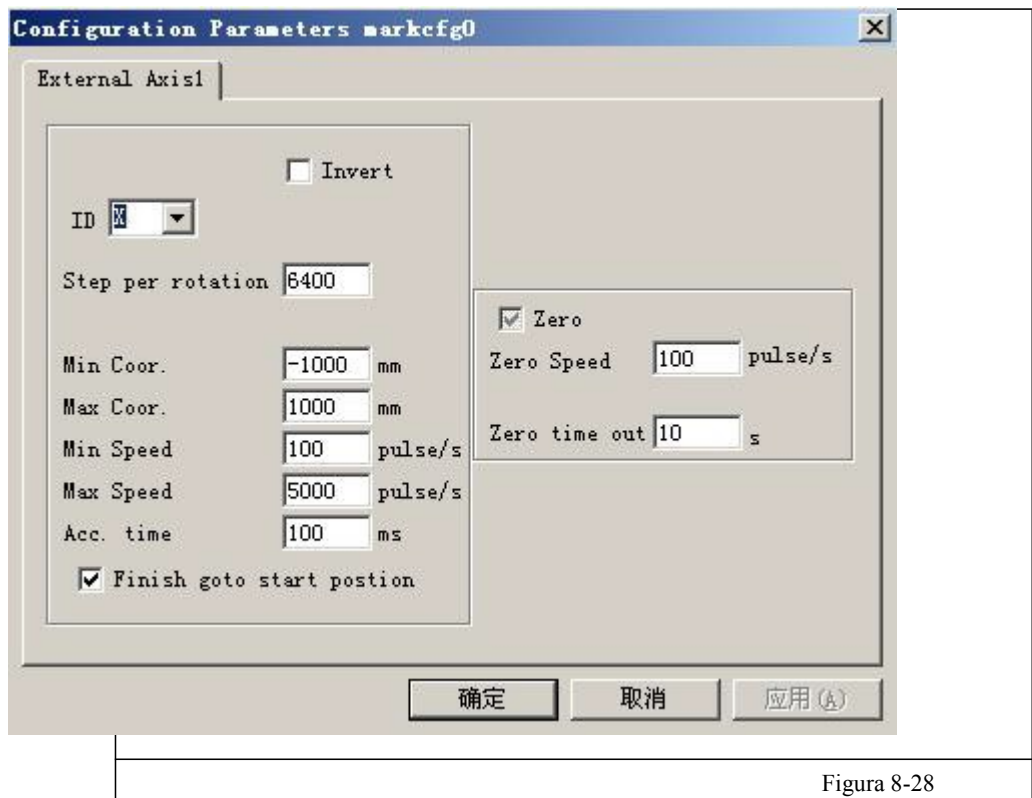 Configuration Parameters markcfg0
External Axis1
Invert
ID X
Step per rotation 6400
Min Coor. -1000 mm
Max Coor. 1000 mm
Min Speed 100 pulse/s
Max Speed 5000 pulse/s
Acc. time 100 ms
Finish goto start postion
Zero
Zero Speed 100 pulse/s
Zero time out 10 s
确定 取消 应用(A)
Figura 8-28